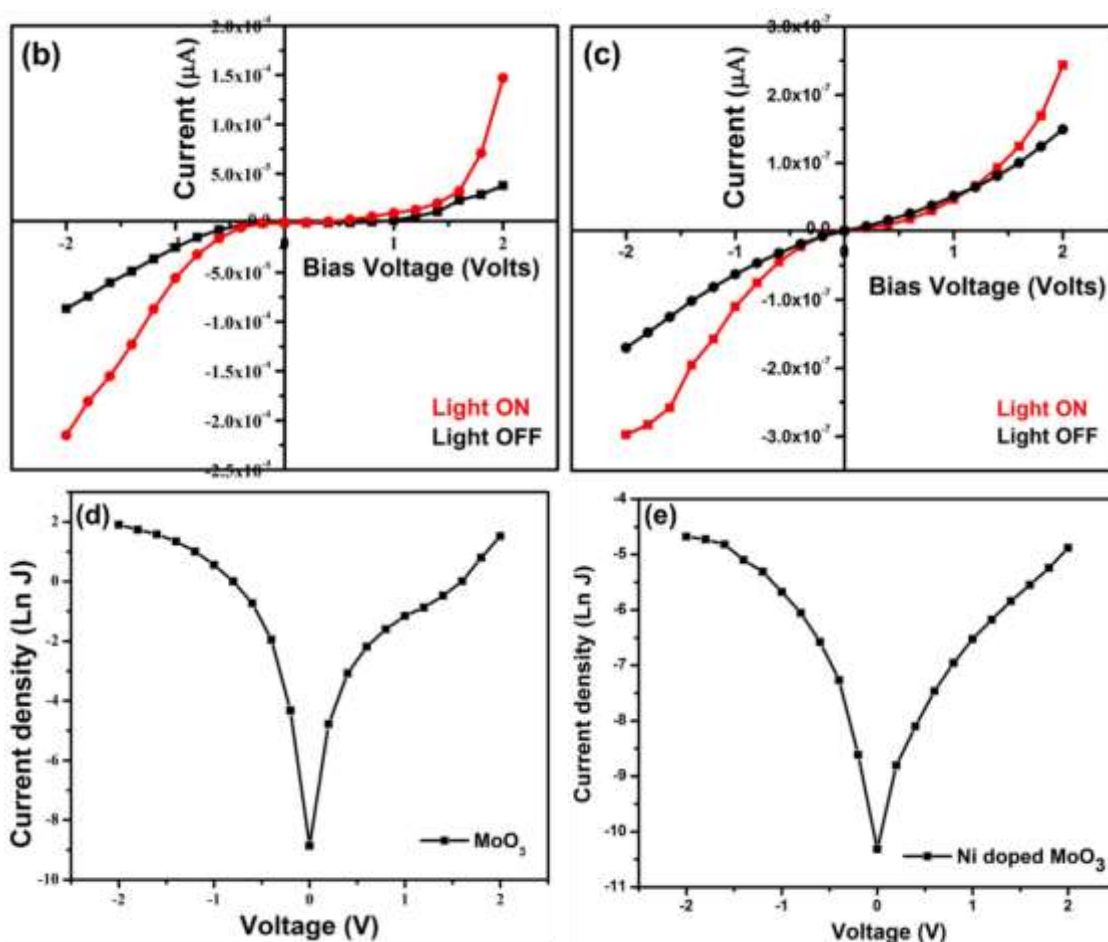 (b)
2.0x10⁻⁴
1.5x10⁻⁴
1.0x10⁻⁴
5.0x10⁻⁵
0.0
-5.0x10⁻⁵
-1.0x10⁻⁴
-1.5x10⁻⁴
-2.0x10⁻⁴
-2.5x10⁻⁴
Current (μA)
-2 -1 0 1 2
Bias Voltage (Volts)
Light ON
Light OFF
(c)
3.0x10⁻⁷
2.0x10⁻⁷
1.0x10⁻⁷
0.0
-1.0x10⁻⁷
-2.0x10⁻⁷
-3.0x10⁻⁷
Current (μA)
-2 -1 0 1 2
Bias Voltage (Volts)
Light ON
Light OFF
(d)
2
0
-2
-4
-6
-8
-10
Current density (Ln J)
MoO₃
-2 -1 0 1 2
Voltage (V)
(e)
-4
-5
-6
-7
-8
-9
-10
-11
Current density (Ln J)
Ni doped MoO₃
-2 -1 0 1 2
Voltage (V)